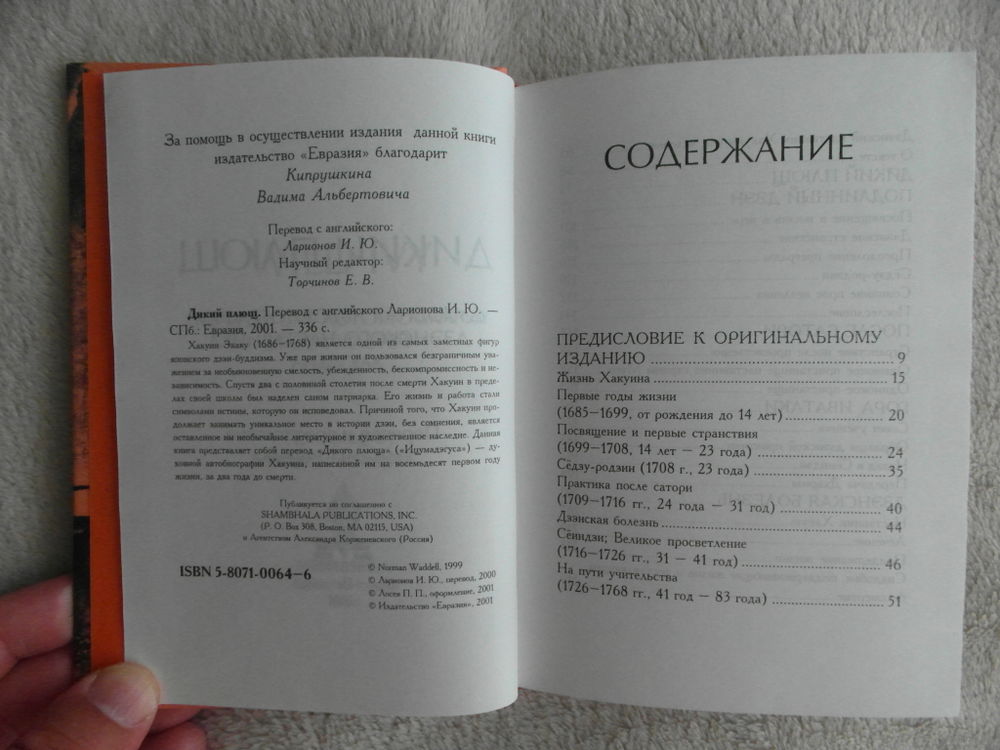 За помощь в осуществлении издания данной книги
издательство «Евразия» благодарит
Кипрушкина
Вадима Альбертовича
Перевод с английского:
Ларионов И. Ю.
Научный редактор:
Торчинов Е. В.
Дикий плющ. Перевод с английского Ларионова И. Ю. —
СПб.: Евразия, 2001. — 336 с.
Хакуин Экаку (1686–1768) является одной из самых заметных фигур
японского дзэн-буддизма. Уже при жизни он пользовался безграничным ува-
жением за необыкновенную смелость, убежденность, бескомпромиссность и не-
зависимость. Спустя два с половиной столетия после смерти Хакуин в преде-
лах своей школы был наделен саном патриарха. Его жизнь и работа стали
символами истины, которую он исповедовал. Причиной того, что Хакуин про-
должает занимать уникальное место в истории дзэн, без сомнения, является
оставленное им необычайное литературное и художественное наследие. Данная
книга представляет собой перевод «Дикого плюща» («Ицумадэгуса») — ду-
ховной автобиографии Хакуина, написанной им на восемьдесят первом году
жизни, за два года до смерти.
Публикуется по соглашению с
SHAMBHALA PUBLICATIONS, INC.
(P. O. Box 308, Boston, MA 02115, USA)
и Агентством Александра Корженевского (Россия)
ISBN 5-8071-0064-6
© Norman Waddell, 1999
© Ларионов И. Ю., перевод, 2000
© Лосев П. П., оформление, 2001
© Издательство «Евразия», 2001
СОДЕРЖАНИЕ
ПРЕДИСЛОВИЕ К ОРИГИНАЛЬНОМУ
ИЗДАНИЮ ..... 9
Жизнь Хакуина ..... 15
Первые годы жизни
(1685–1699, от рождения до 14 лет) ..... 20
Посвящение и первые странствия
(1699–1708, 14 лет – 23 года) ..... 24
Сёдзу-родзин (1708 г., 23 года) ..... 35
Практика после сатори
(1709–1716 гг., 24 года – 31 год) ..... 40
Дзэнская болезнь ..... 44
Сёиндзи; Великое просветление
(1716–1726 гг., 31 – 41 год) ..... 46
На пути учительства
(1726–1768 гг., 41 год – 83 года) ..... 51